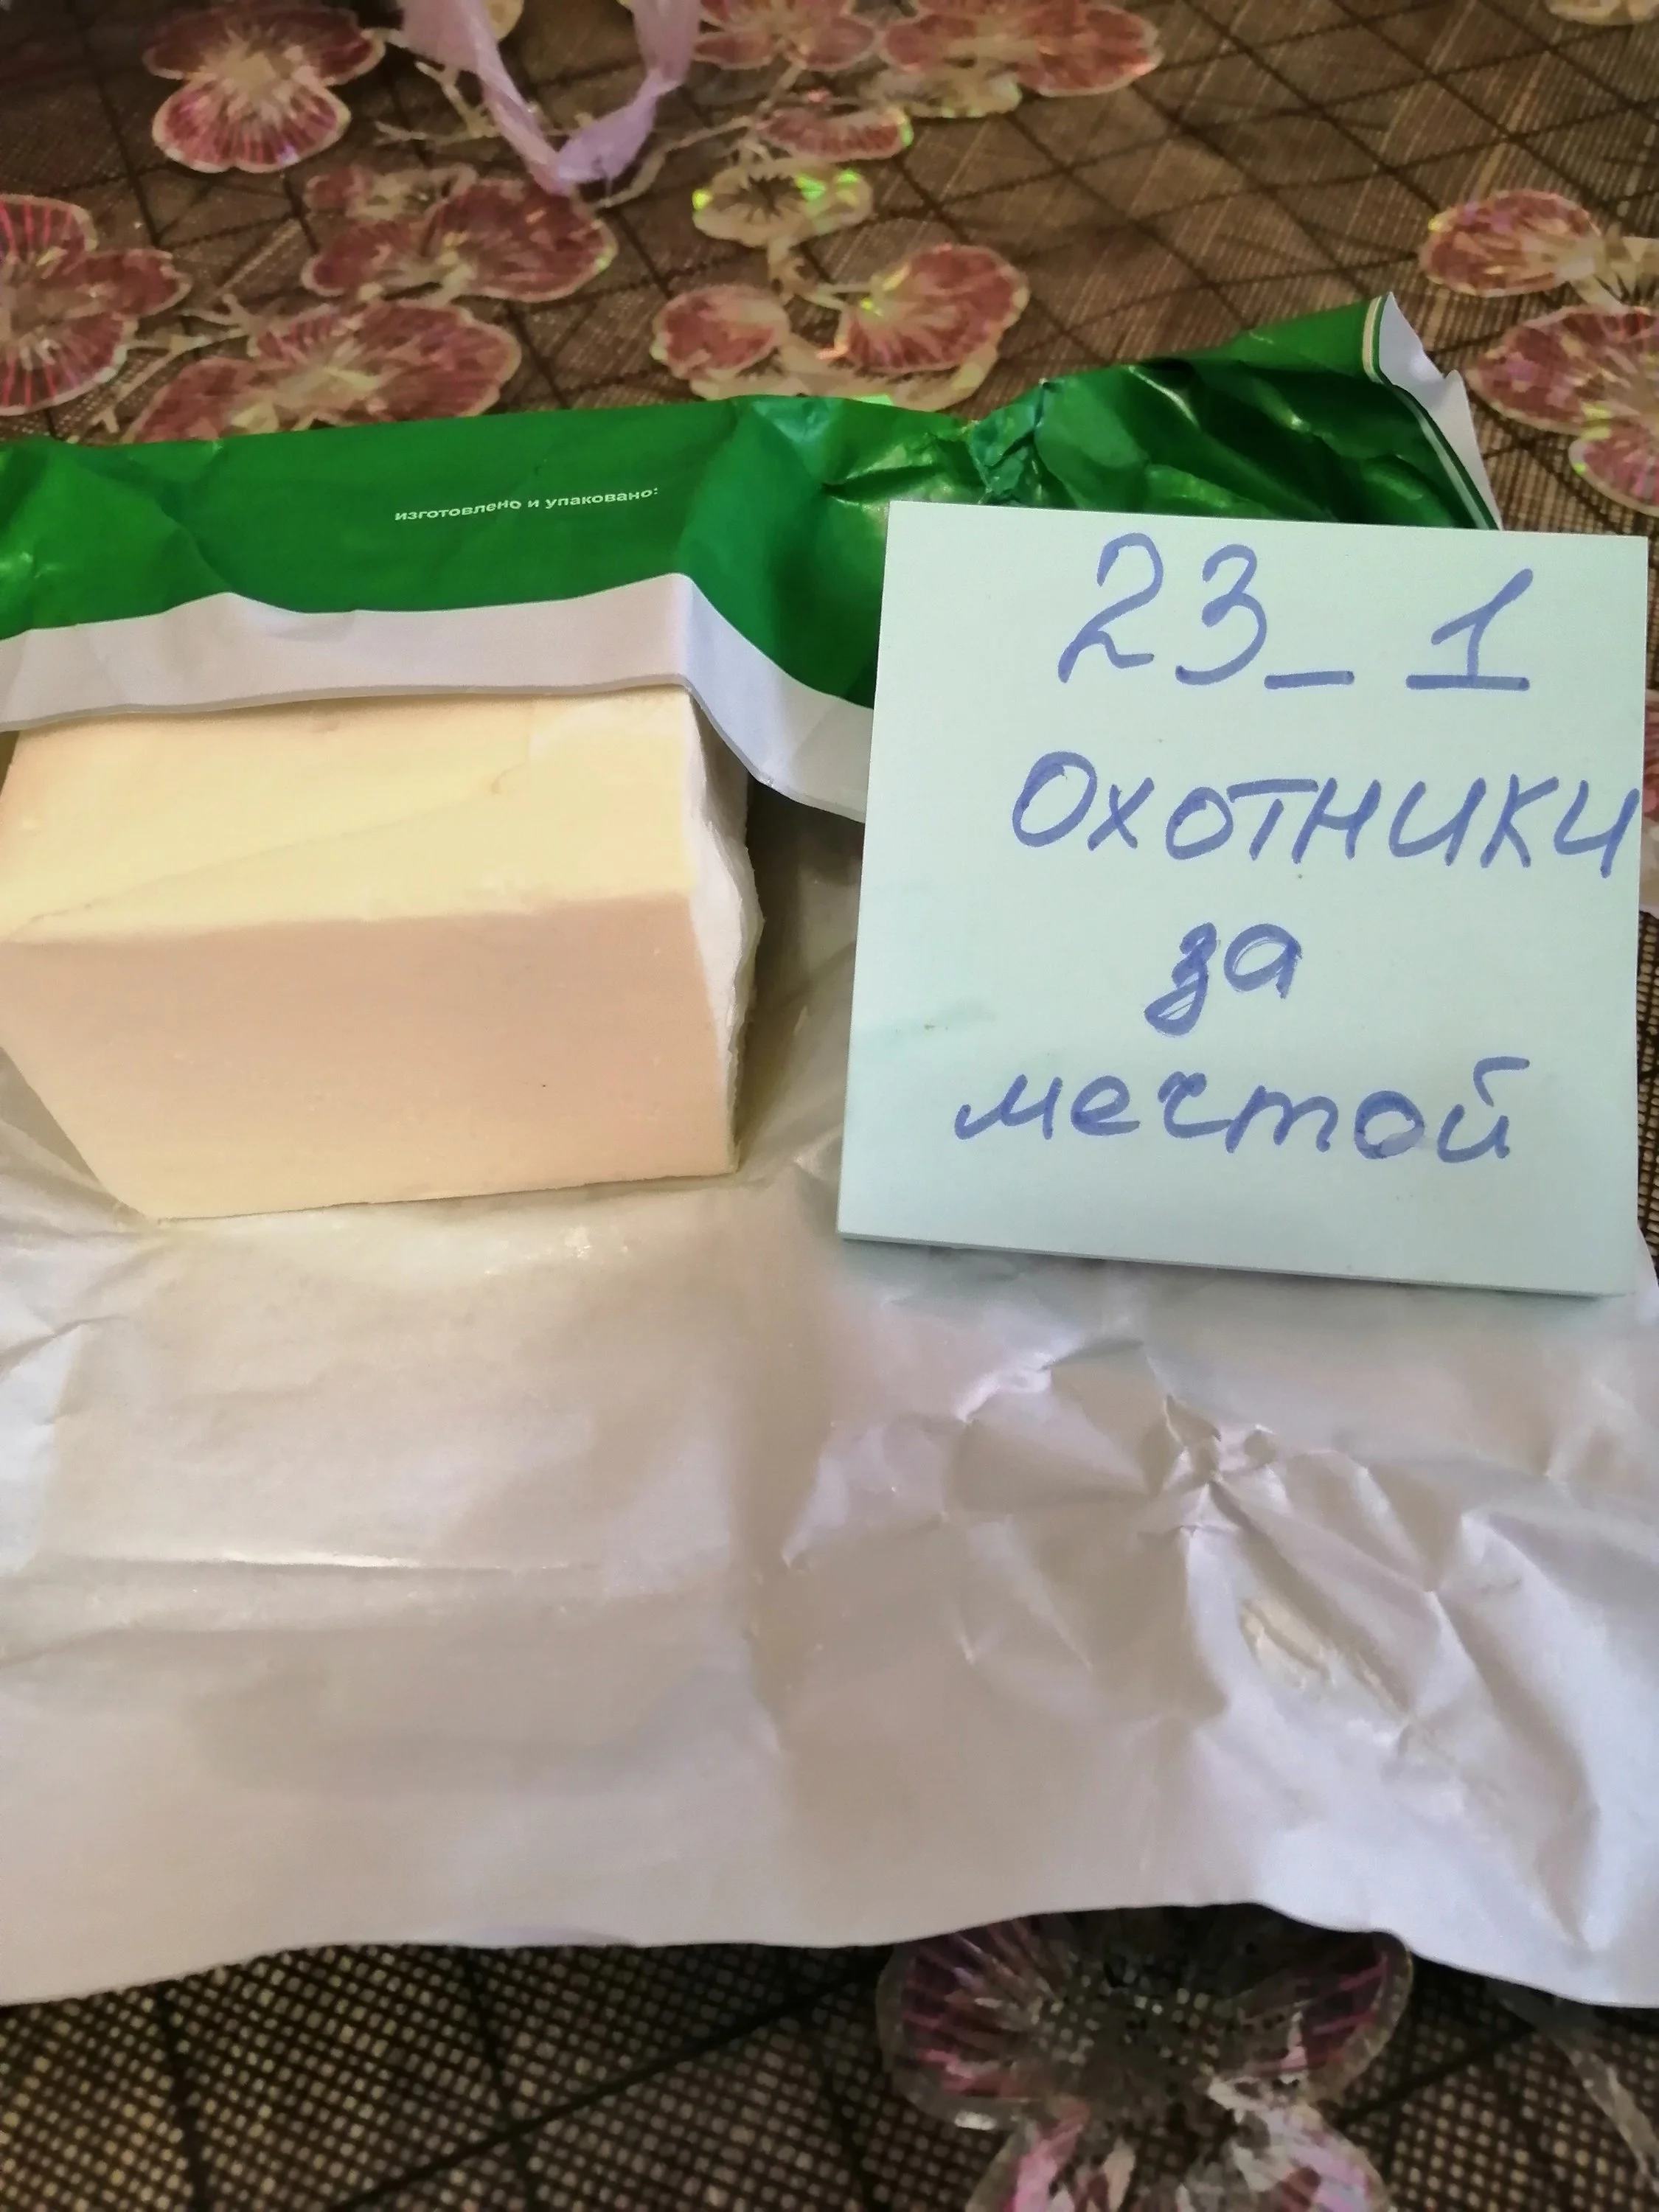 изготовлено и упаковано:
23_1
Охотники
за
мечтой